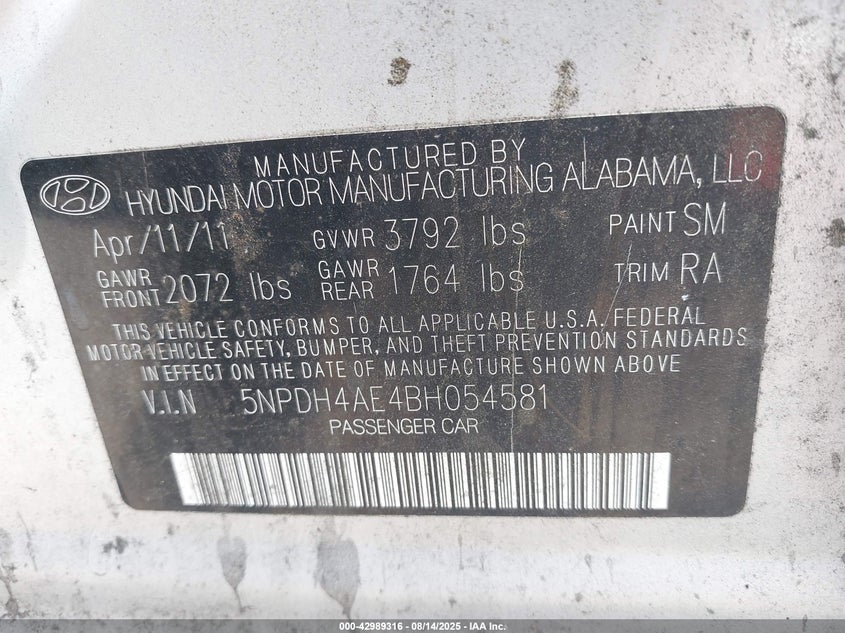 MANUFACTURED BY
HYUNDAI MOTOR MANUFACTURING ALABAMA, LLC
Apr/11/11 GVWR 3792 lbs PAINT SM
GAWR FRONT 2072 lbs GAWR REAR 1764 lbs TRIM RA
THIS VEHICLE CONFORMS TO ALL APPLICABLE U.S.A. FEDERAL
MOTOR VEHICLE SAFETY, BUMPER, AND THEFT PREVENTION STANDARDS
IN EFFECT ON THE DATE OF MANUFACTURE SHOWN ABOVE
V.I.N 5NPDH4AE4BH054581
PASSENGER CAR
000-42989316 - 08/14/2025 - IAA Inc.